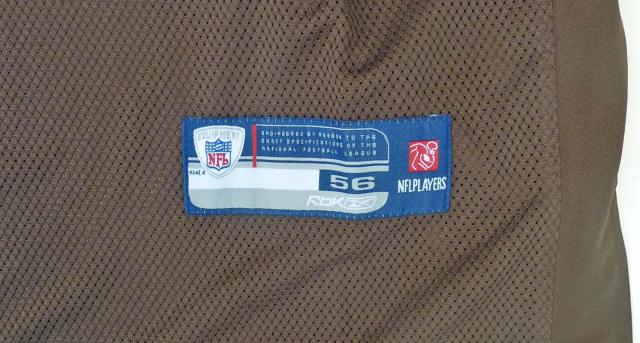 EQUIPMENT
NFL
ENGINEERED BY REEBOK TO THE
EXACT SPECIFICATIONS OF THE
NATIONAL FOOTBALL LEAGUE
NAME #
56
Rbk
NFLPLAYERS